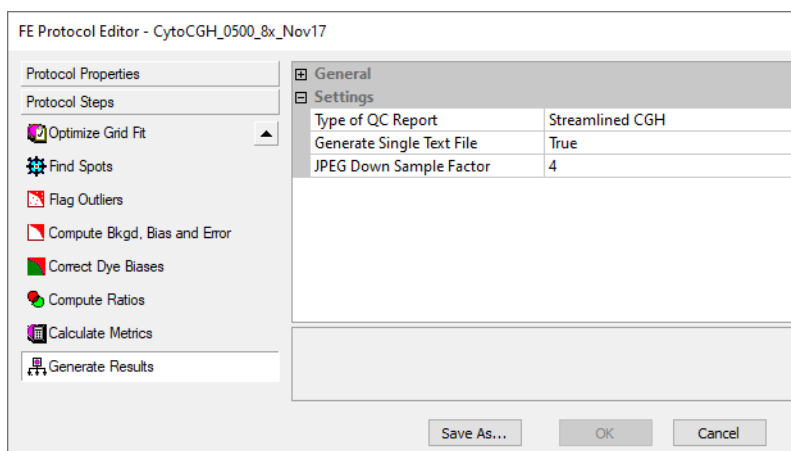 FE Protocol Editor - CytoCGH_0500_8x_Nov17
Protocol Properties
Protocol Steps
Optimize Grid Fit
Find Spots
Flag Outliers
Compute Bkgd, Bias and Error
Correct Dye Biases
Compute Ratios
Calculate Metrics
Generate Results
General
Settings
Type of QC Report Streamlined CGH
Generate Single Text File True
JPEG Down Sample Factor 4
Save As... OK Cancel